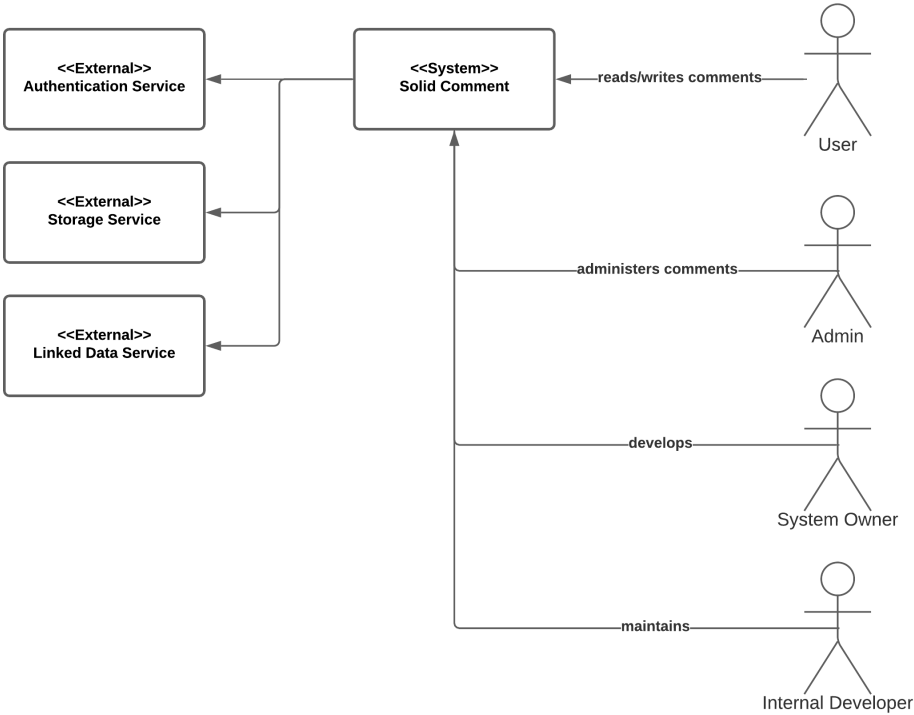 <<External>>
Authentication Service
<<System>>
Solid Comment
reads/writes comments
User
<<External>>
Storage Service
<<External>>
Linked Data Service
administers comments
Admin
develops
System Owner
maintains
Internal Developer